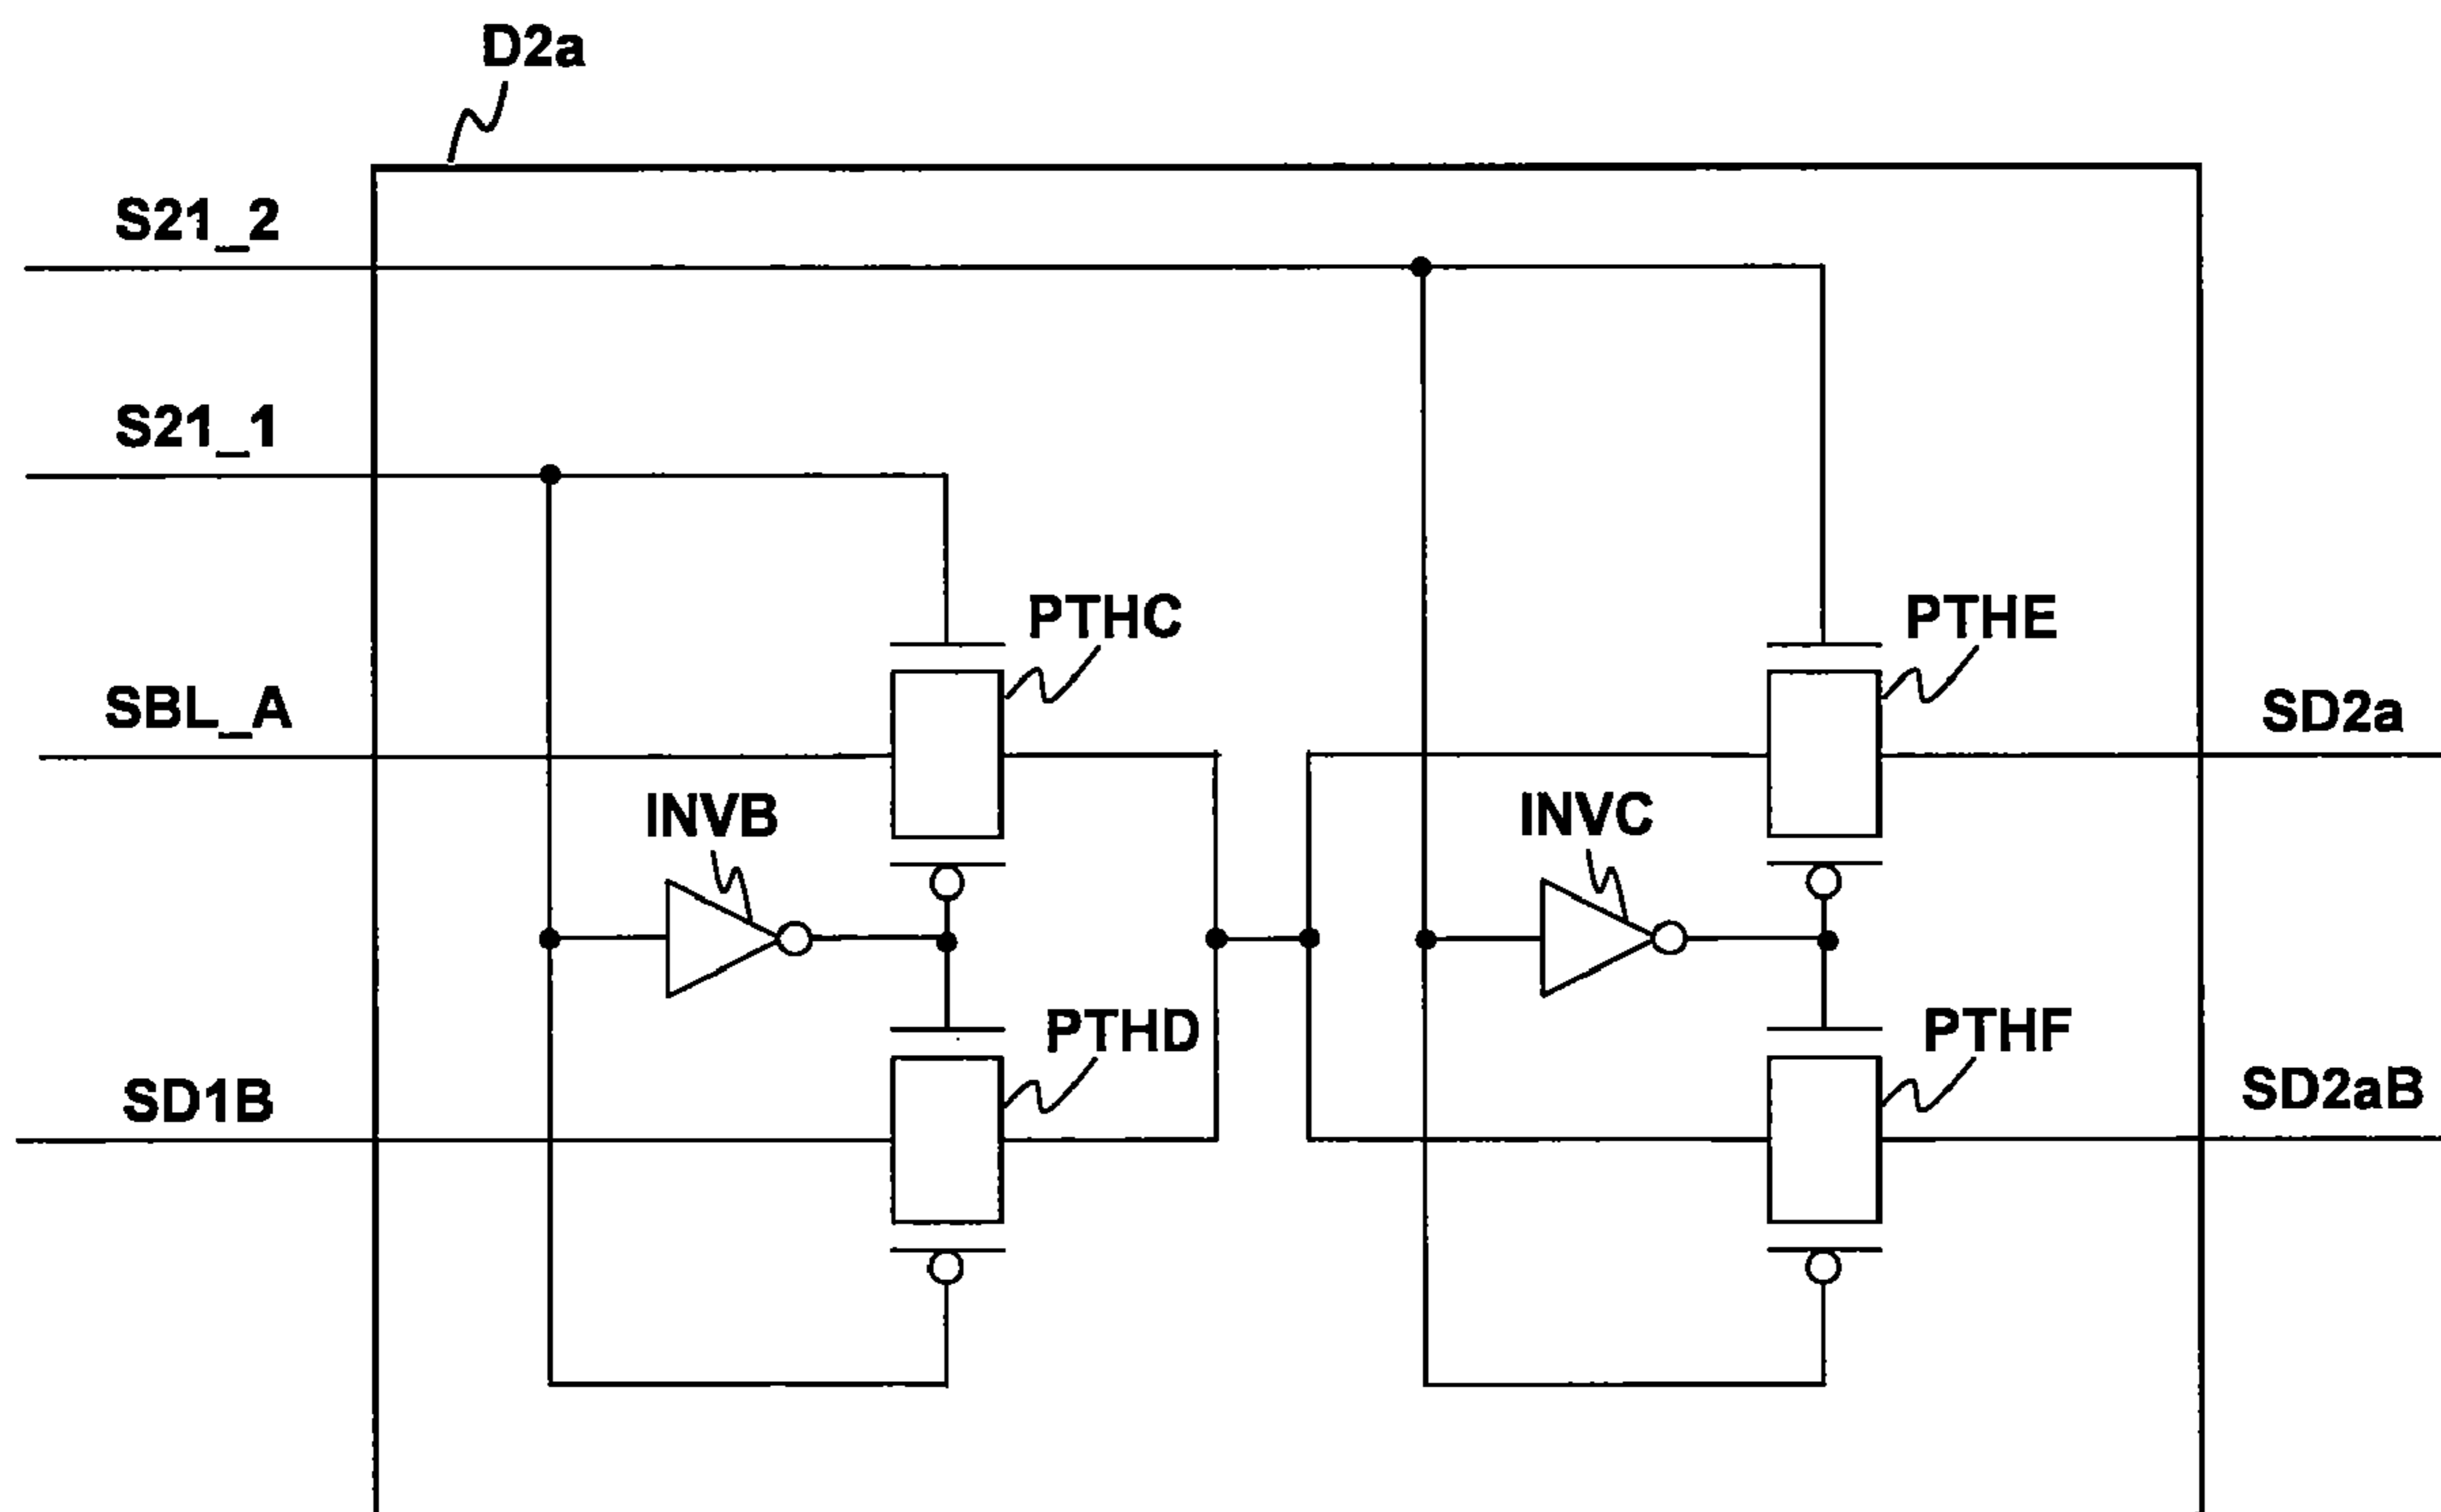 D2a
S21_2
S21_1
PTHC
PTHE
SBL_A
SD2a
INVB
INVC
PTHD
PTHF
SD1B
SD2aB